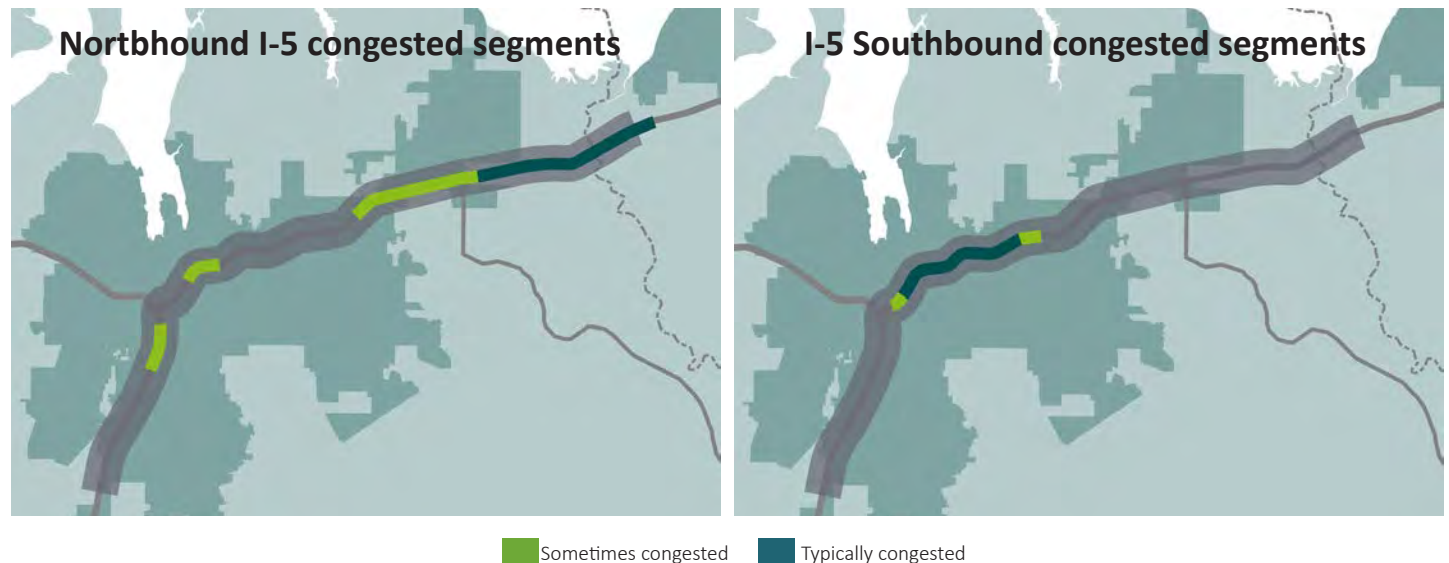 Nortbhound I-5 congested segments
I-5 Southbound congested segments
Sometimes congested
Typically congested